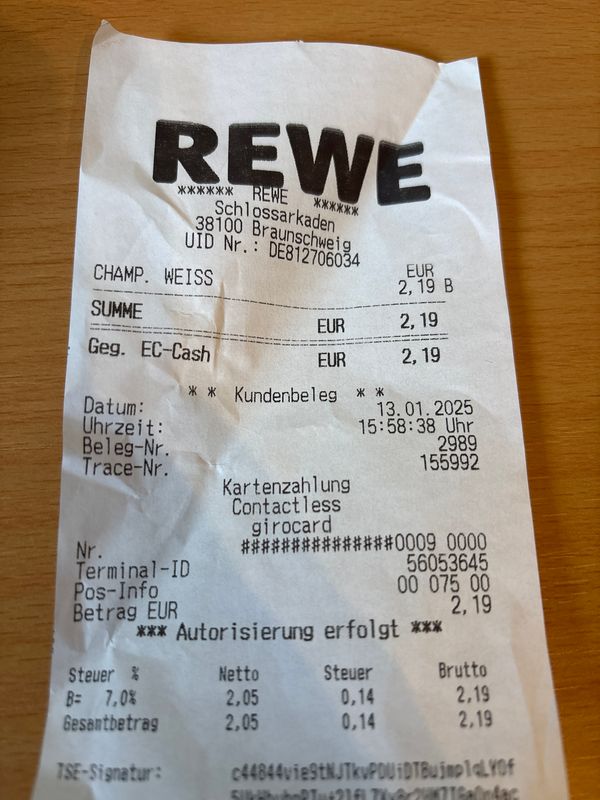 REWE
****** REWE ******
Schlossarkaden
38100 Braunschweig
UID Nr.: DE812706034
EUR
CHAMP. WEISS 2,19 B
SUMME EUR 2,19
Geg. EC-Cash EUR 2,19
* * Kundenbeleg * *
Datum: 13.01.2025
Uhrzeit: 15:58:38 Uhr
Beleg-Nr. 2989
Trace-Nr. 155992
Kartenzahlung
Contactless
girocard
Nr. ###############0009 0000
Terminal-ID 56053645
Pos-Info 00 075 00
Betrag EUR 2,19
*** Autorisierung erfolgt ***
Steuer % Netto Steuer Brutto
B= 7,0% 2,05 0,14 2,19
Gesamtbetrag 2,05 0,14 2,19
TSE-Signatur: